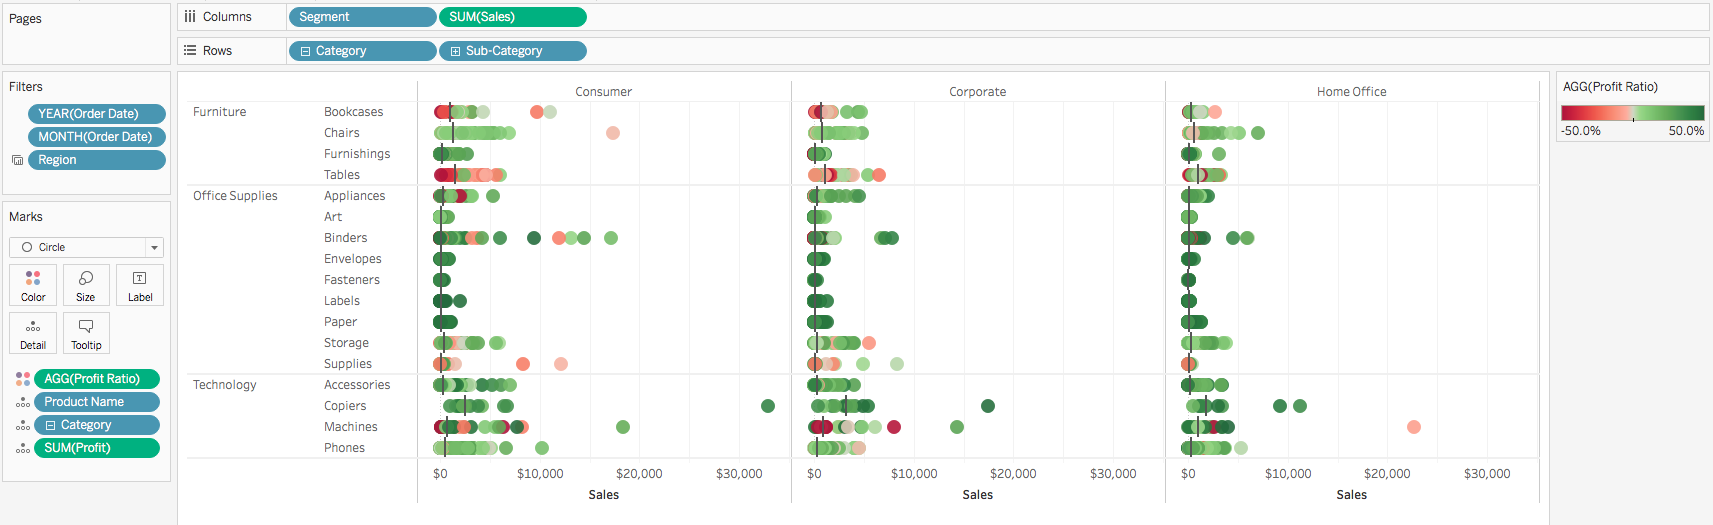 Pages
Columns
Segment
SUM(Sales)
Rows
Category
Sub-Category
Filters
YEAR(Order Date)
MONTH(Order Date)
Region
Marks
Circle
Color
Size
Label
Detail
Tooltip
AGG(Profit Ratio)
Product Name
Category
SUM(Profit)
Consumer
Corporate
Home Office
Furniture
Bookcases
Chairs
Furnishings
Tables
Office Supplies
Appliances
Art
Binders
Envelopes
Fasteners
Labels
Paper
Storage
Supplies
Technology
Accessories
Copiers
Machines
Phones
$0 $10,000 $20,000 $30,000
$0 $10,000 $20,000 $30,000
$0 $10,000 $20,000 $30,000
Sales
Sales
Sales
AGG(Profit Ratio)
-50.0% 50.0%